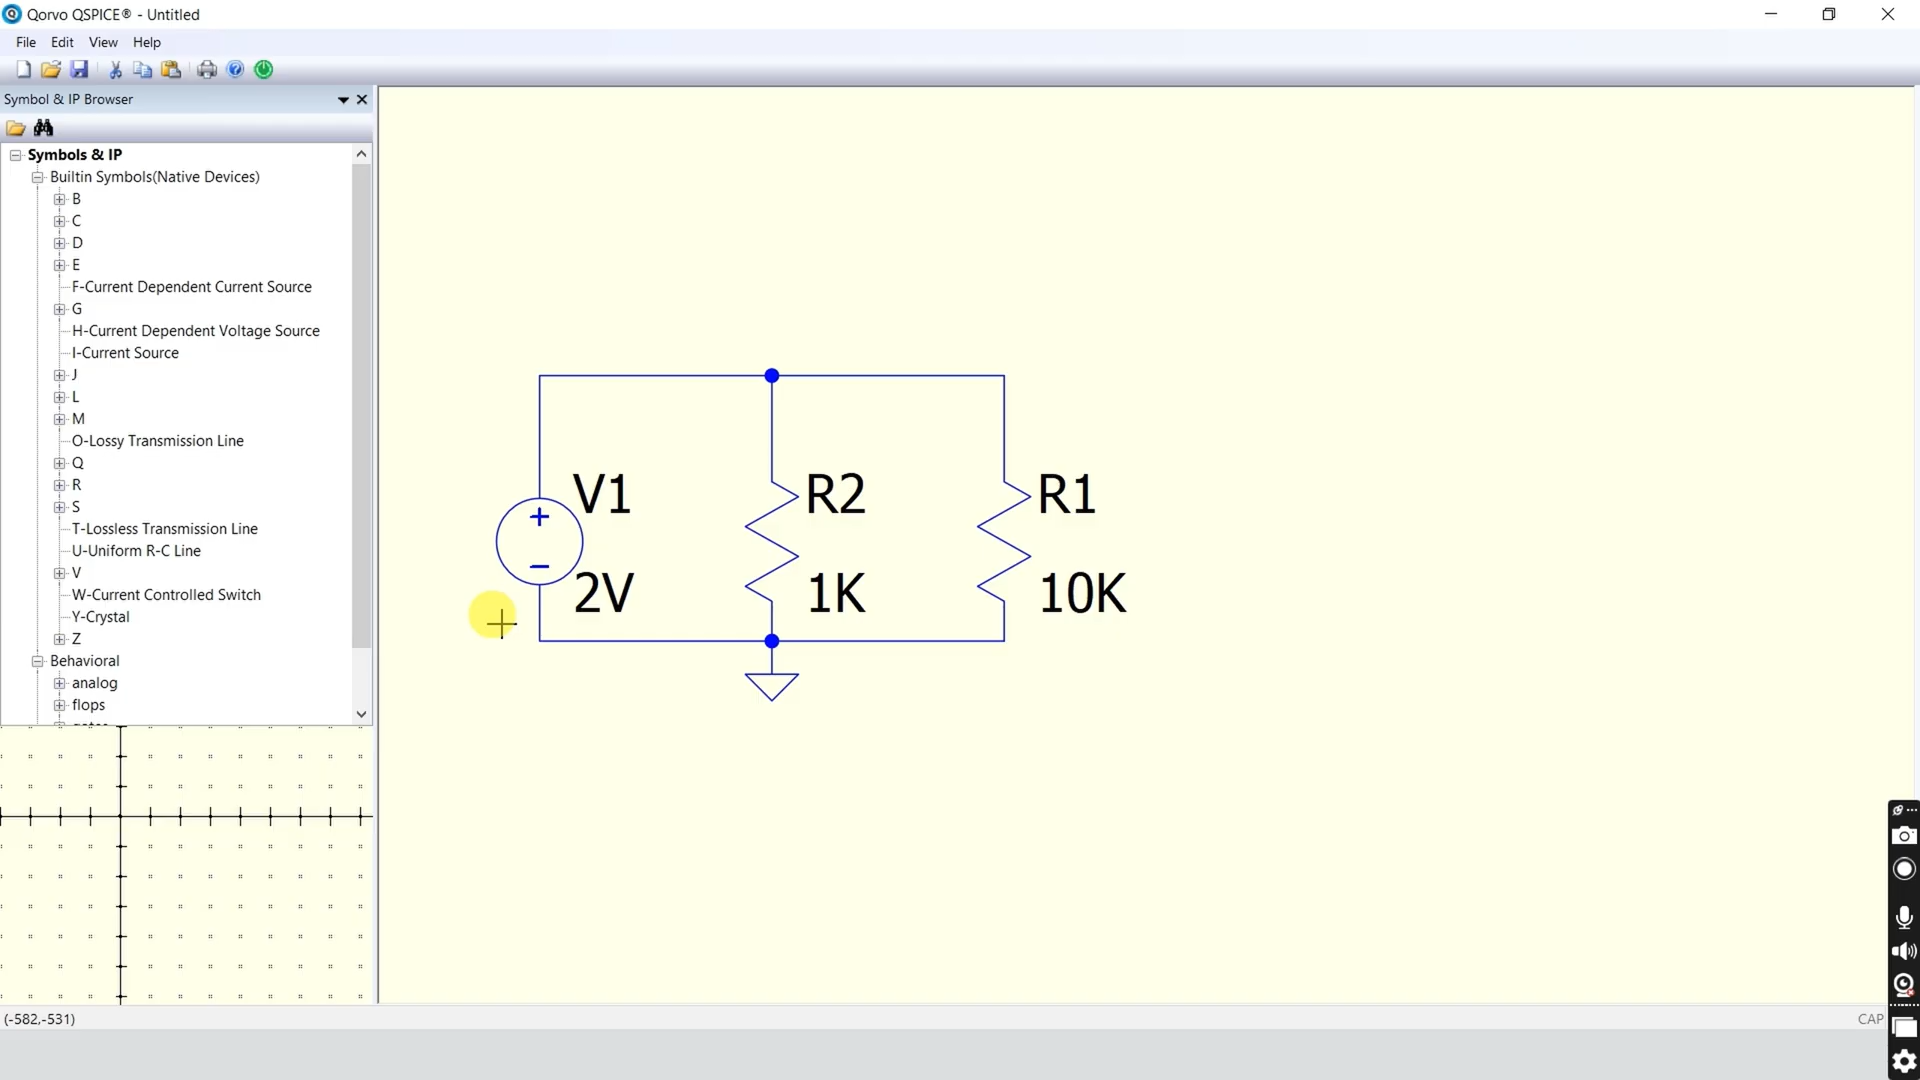 Qorvo QSPICE® - Untitled
File Edit View Help
Symbol & IP Browser
Symbols & IP
Builtin Symbols(Native Devices)
B
C
D
E
F-Current Dependent Current Source
G
H-Current Dependent Voltage Source
I-Current Source
J
L
M
O-Lossy Transmission Line
Q
R
S
T-Lossless Transmission Line
U-Uniform R-C Line
V
W-Current Controlled Switch
Y-Crystal
Z
Behavioral
analog
flops
V1 R2 R1
2V 1K 10K
(-582,-531) CAP